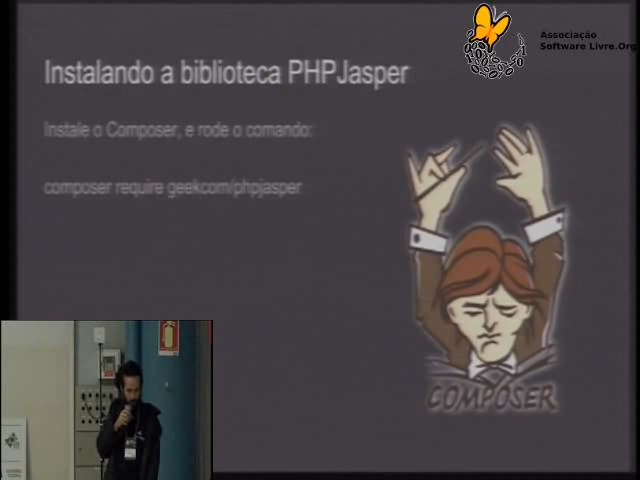 Associação
Software Livre.Org
Instalando a biblioteca PHPJasper
Instale o Composer, e rode o comando:
composer require geekcom/phpjasper
COMPOSER